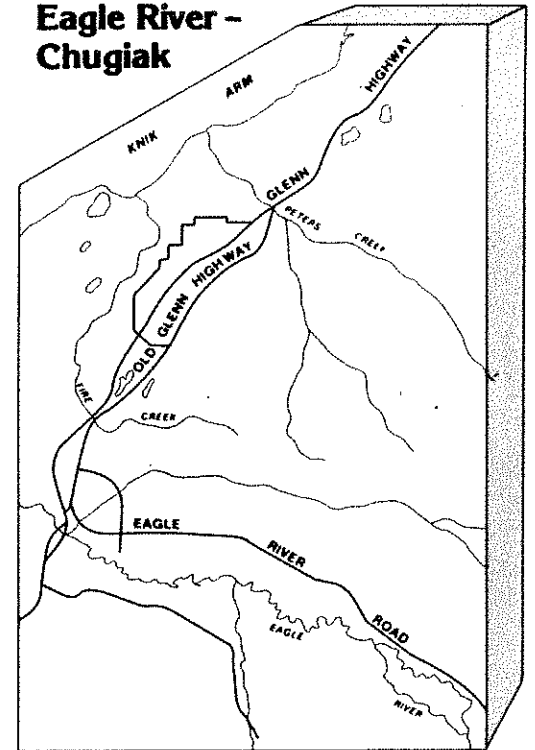 Eagle River –
Chugiak
KNIK ARM
HIGHWAY
GLENN
PETERS CREEK
OLD GLENN HIGHWAY
FIRE CREEK
EAGLE RIVER ROAD
EAGLE RIVER